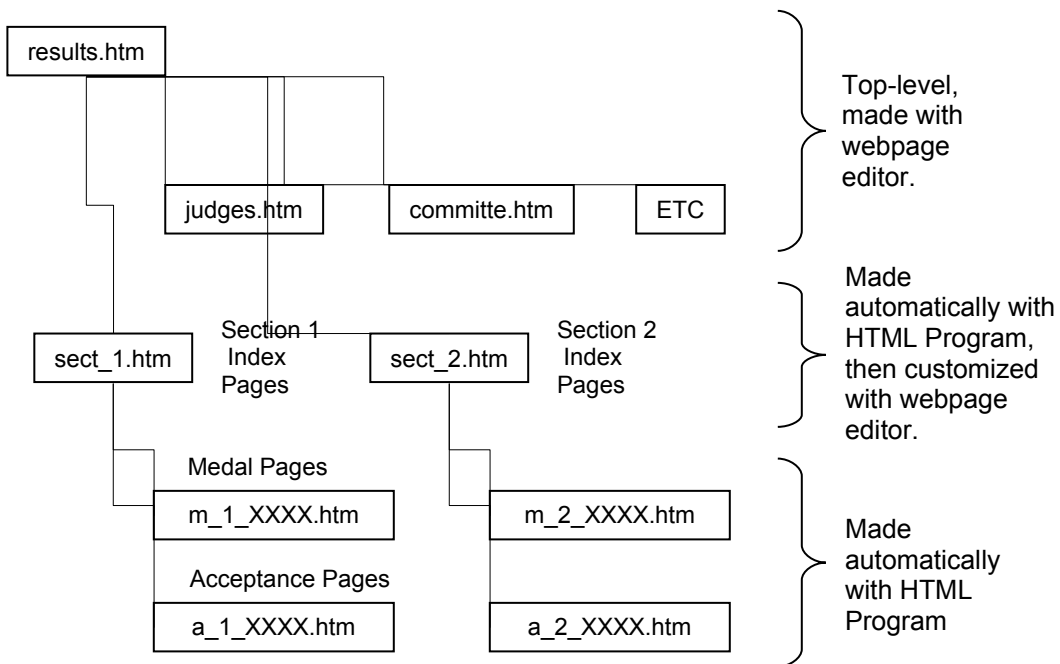 results.htm
Top-level,
made with
webpage
editor.
judges.htm
committe.htm
ETC
Made
automatically with
HTML Program,
then customized
with webpage
editor.
sect_1.htm
Section 1
Index
Pages
sect_2.htm
Section 2
Index
Pages
Medal Pages
m_1_XXXX.htm
m_2_XXXX.htm
Made
automatically
with HTML
Program
Acceptance Pages
a_1_XXXX.htm
a_2_XXXX.htm